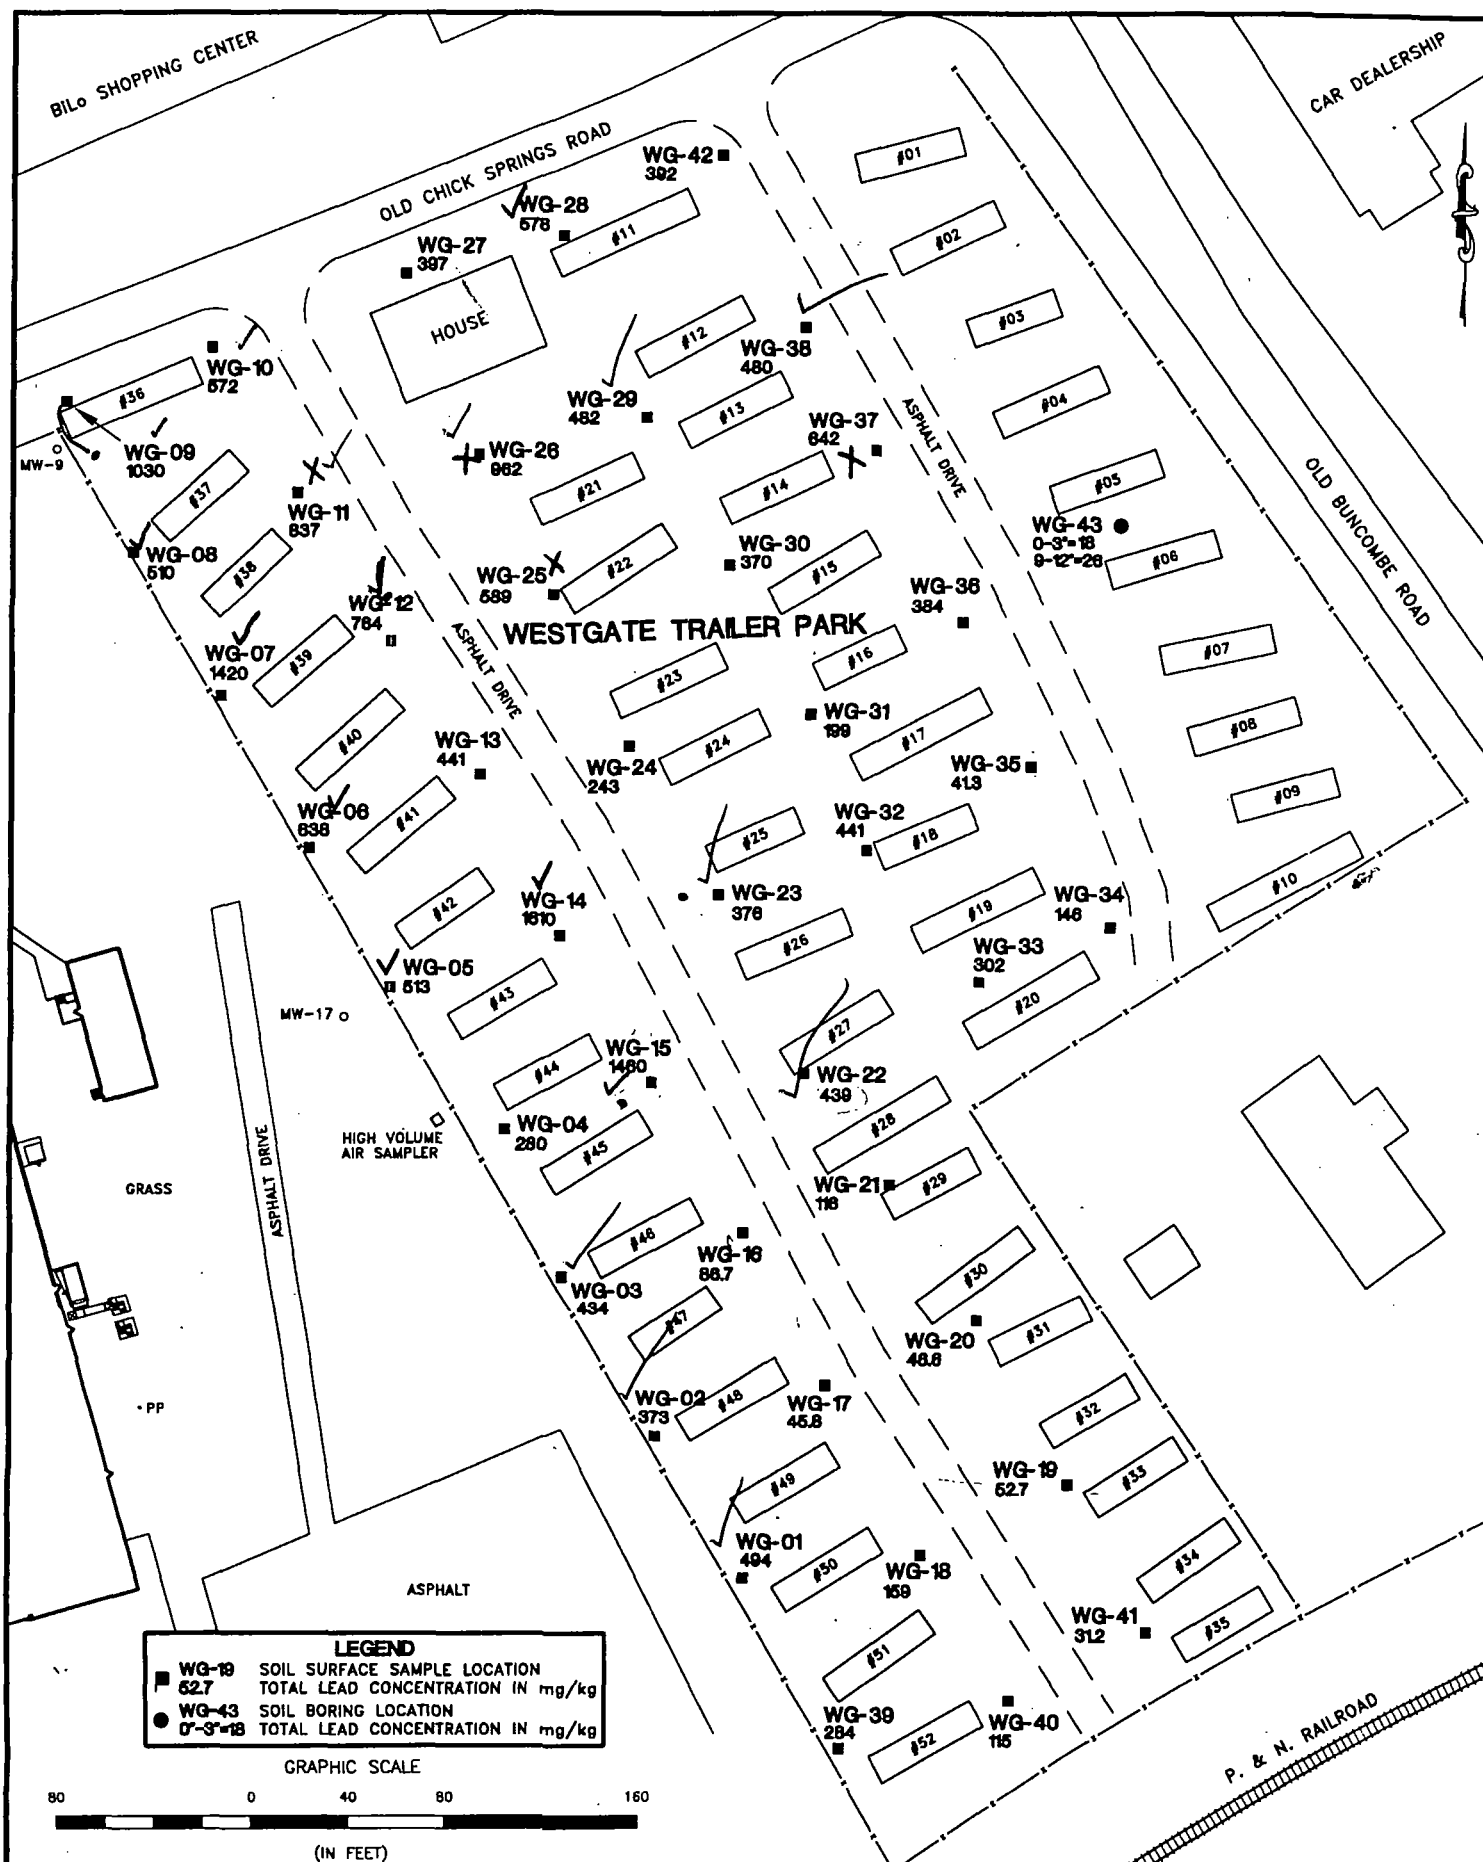 BILo SHOPPING CENTER
CAR DEALERSHIP
OLD CHICK SPRINGS ROAD
WG-42
392
#01
WG-28
578
#11
#02
WG-27
397
HOUSE
#03
#12
WG-38
480
WG-10
572
#36
#04
WG-29
482
#13
ASPHALT DRIVE
WG-37
642
WG-09
1030
MW-9
WG-26
962
#37
#21
#14
#05
OLD BUNCOMBE ROAD
WG-11
837
WG-43
0-3"=18
9-12"=26
WG-08
510
#38
WG-30
370
#22
#15
#06
WG-25
589
WG-12
764
WG-36
384
WESTGATE TRAILER PARK
ASPHALT DRIVE
WG-07
1420
#39
#16
#07
#23
WG-31
199
#40
WG-13
441
#24
#17
#08
WG-24
243
WG-35
41.3
#09
WG-06
638
#41
WG-32
441
#25
#18
#10
WG-14
1610
WG-23
376
#42
#19
WG-34
146
#26
WG-33
302
WG-05
513
#43
#20
MW-17
#27
WG-15
1460
#44
WG-22
439
WG-04
280
#28
HIGH VOLUME
AIR SAMPLER
#45
GRASS
ASPHALT DRIVE
WG-21
116
#29
#46
WG-16
86.7
#30
WG-03
434
#47
WG-20
46.6
#31
PP
WG-02
373
#48
WG-17
45.8
#32
#49
WG-19
52.7
#33
WG-01
494
#50
WG-18
159
#34
ASPHALT
WG-41
31.2
#35
#51
LEGEND
WG-19 SOIL SURFACE SAMPLE LOCATION
52.7 TOTAL LEAD CONCENTRATION IN mg/kg
WG-43 SOIL BORING LOCATION
0"-3"=18 TOTAL LEAD CONCENTRATION IN mg/kg
WG-39
284
#52
WG-40
115
P. & N. RAILROAD
GRAPHIC SCALE
80 0 40 80 160
(IN FEET)